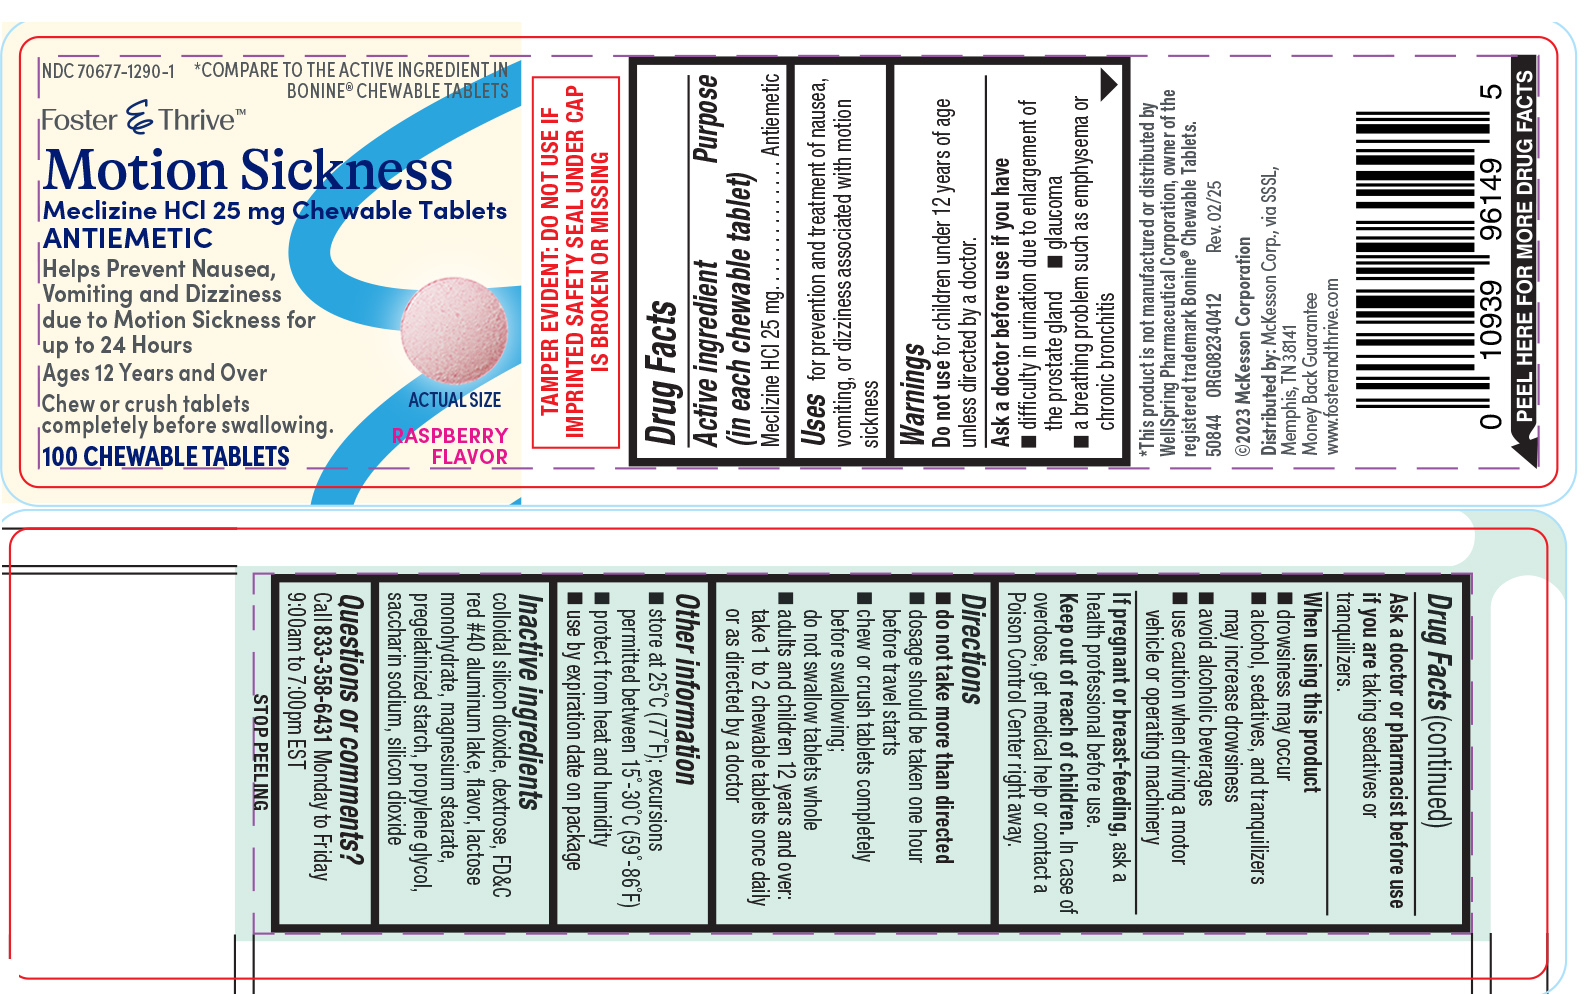 NDC 70677-1290-1 *COMPARE TO THE ACTIVE INGREDIENT IN
BONINE® CHEWABLE TABLETS
Foster & Thrive™
Motion Sickness
Meclizine HCl 25 mg Chewable Tablets
ANTIEMETIC
Helps Prevent Nausea,
Vomiting and Dizziness
due to Motion Sickness for
up to 24 Hours
Ages 12 Years and Over
Chew or crush tablets
completely before swallowing.
100 CHEWABLE TABLETS
ACTUAL SIZE
RASPBERRY
FLAVOR
TAMPER EVIDENT: DO NOT USE IF
IMPRINTED SAFETY SEAL UNDER CAP
IS BROKEN OR MISSING
Drug Facts
Active ingredient Purpose
(in each chewable tablet)
Meclizine HCl 25 mg.................Antiemetic
Uses for prevention and treatment of nausea,
vomiting, or dizziness associated with motion
sickness
Warnings
Do not use for children under 12 years of age
unless directed by a doctor.
Ask a doctor before use if you have
■ difficulty in urination due to enlargement of
the prostate gland ■ glaucoma
■ a breathing problem such as emphysema or
chronic bronchitis
*This product is not manufactured or distributed by
WellSpring Pharmaceutical Corporation, owner of the
registered trademark Bonine® Chewable Tablets.
50844 ORG082340412 Rev. 02/25
©2023 McKesson Corporation
Distributed by: McKesson Corp., via SSSL,
Memphis, TN 38141
Money Back Guarantee
www.fosterandthrive.com
0 10939 96149 5
PEEL HERE FOR MORE DRUG FACTS
Drug Facts (continued)
Ask a doctor or pharmacist before use
if you are taking sedatives or
tranquilizers.
When using this product
■ drowsiness may occur
■ alcohol, sedatives, and tranquilizers
may increase drowsiness
■ avoid alcoholic beverages
■ use caution when driving a motor
vehicle or operating machinery
If pregnant or breast-feeding, ask a
health professional before use.
Keep out of reach of children. In case of
overdose, get medical help or contact a
Poison Control Center right away.
Directions
■ do not take more than directed
■ dosage should be taken one hour
before travel starts
■ chew or crush tablets completely
before swallowing;
do not swallow tablets whole
■ adults and children 12 years and over:
take 1 to 2 chewable tablets once daily
or as directed by a doctor
Other information
■ store at 25°C (77°F); excursions
permitted between 15°-30°C (59°-86°F)
■ protect from heat and humidity
■ use by expiration date on package
Inactive ingredients
colloidal silicon dioxide, dextrose, FD&C
red #40 aluminum lake, flavor, lactose
monohydrate, magnesium stearate,
pregelatinized starch, propylene glycol,
saccharin sodium, silicon dioxide
Questions or comments?
Call 833-358-6431 Monday to Friday
9:00am to 7:00pm EST
STOP PEELING